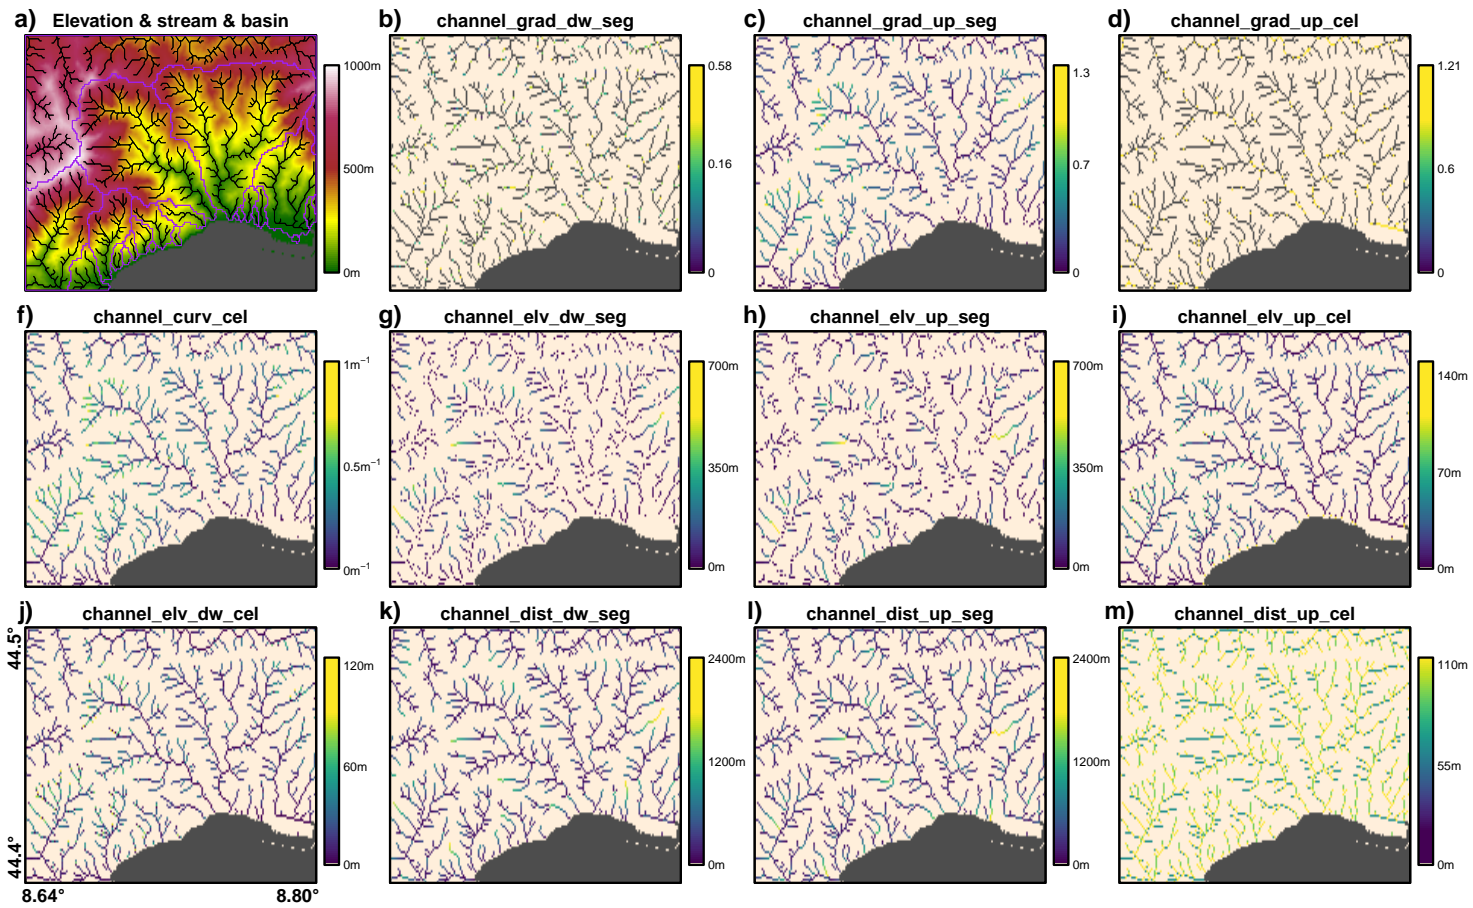 a) Elevation & stream & basin
1000m
500m
0m
b) channel_grad_dw_seg
0.58
0.16
0
c) channel_grad_up_seg
1.3
0.7
0
d) channel_grad_up_cel
1.21
0.6
0
f) channel_curv_cel
1m⁻¹
0.5m⁻¹
0m⁻¹
g) channel_elv_dw_seg
700m
350m
0m
h) channel_elv_up_seg
700m
350m
0m
i) channel_elv_up_cel
140m
70m
0m
j) channel_elv_dw_cel
120m
60m
0m
44.5°
44.4°
8.64°
8.80°
k) channel_dist_dw_seg
2400m
1200m
0m
l) channel_dist_up_seg
2400m
1200m
0m
m) channel_dist_up_cel
110m
55m
0m